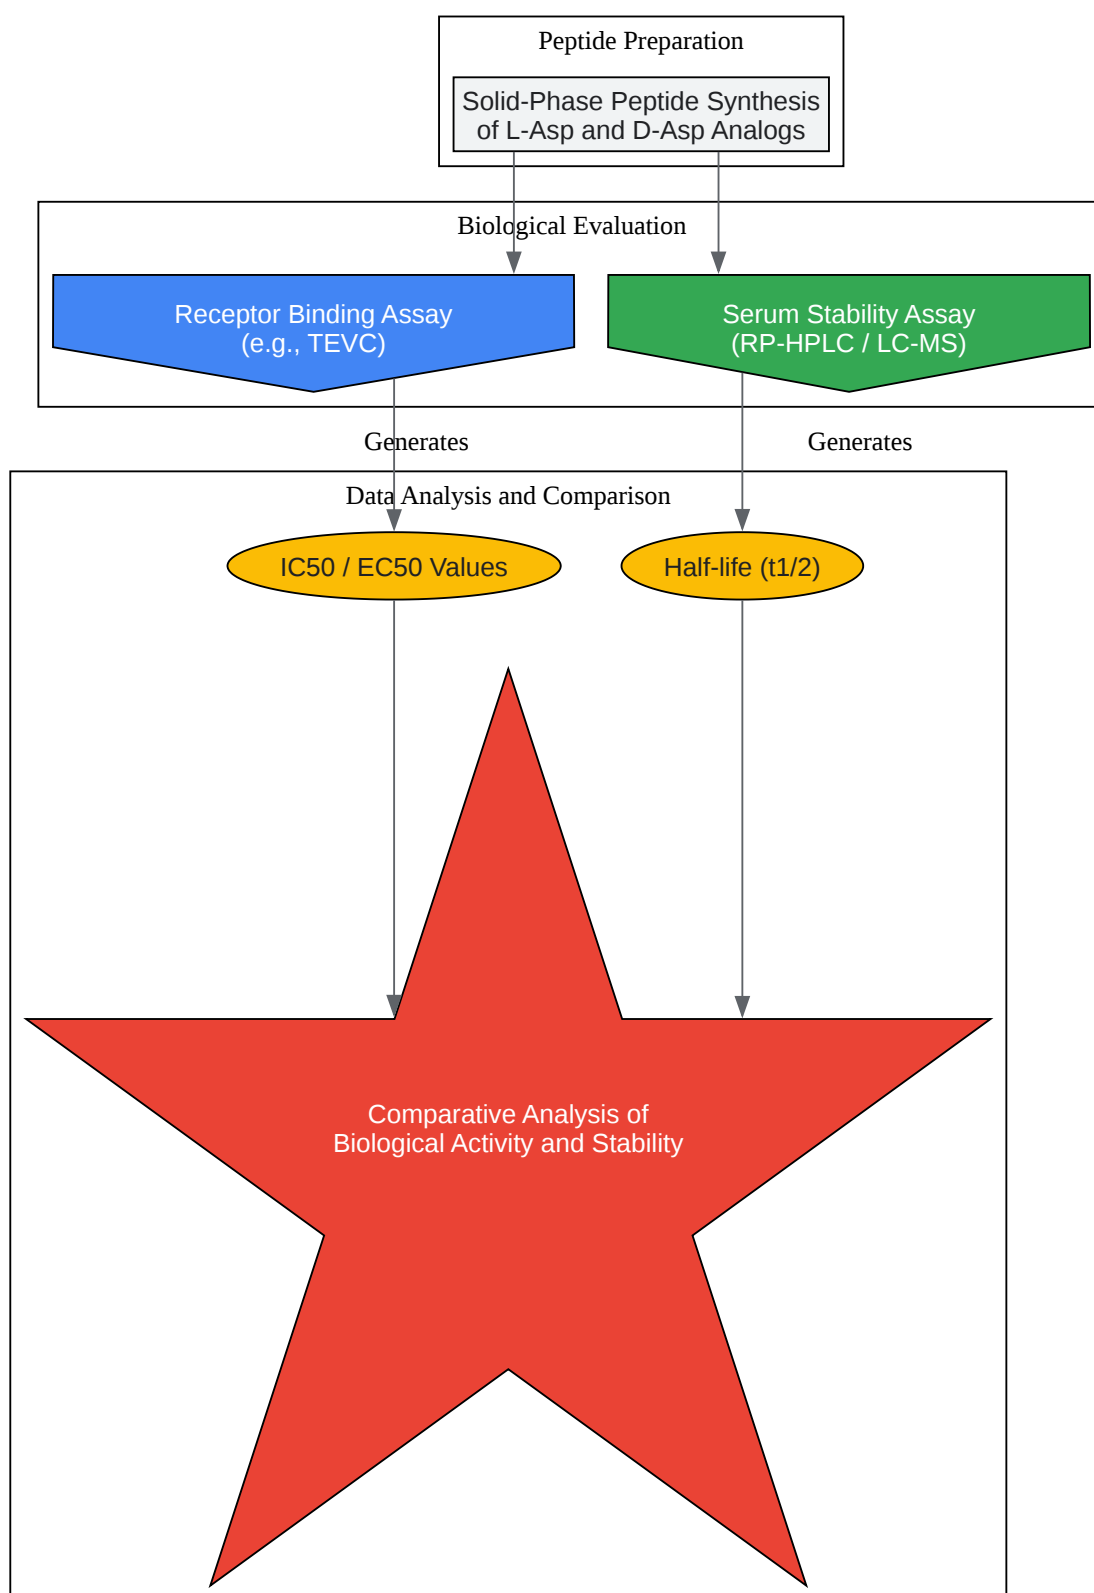 Peptide Preparation
Solid-Phase Peptide Synthesis
of L-Asp and D-Asp Analogs
Biological Evaluation
Receptor Binding Assay
(e.g., TEVC)
Serum Stability Assay
(RP-HPLC / LC-MS)
Generates
Generates
Data Analysis and Comparison
IC50 / EC50 Values
Half-life (t1/2)
Comparative Analysis of
Biological Activity and Stability